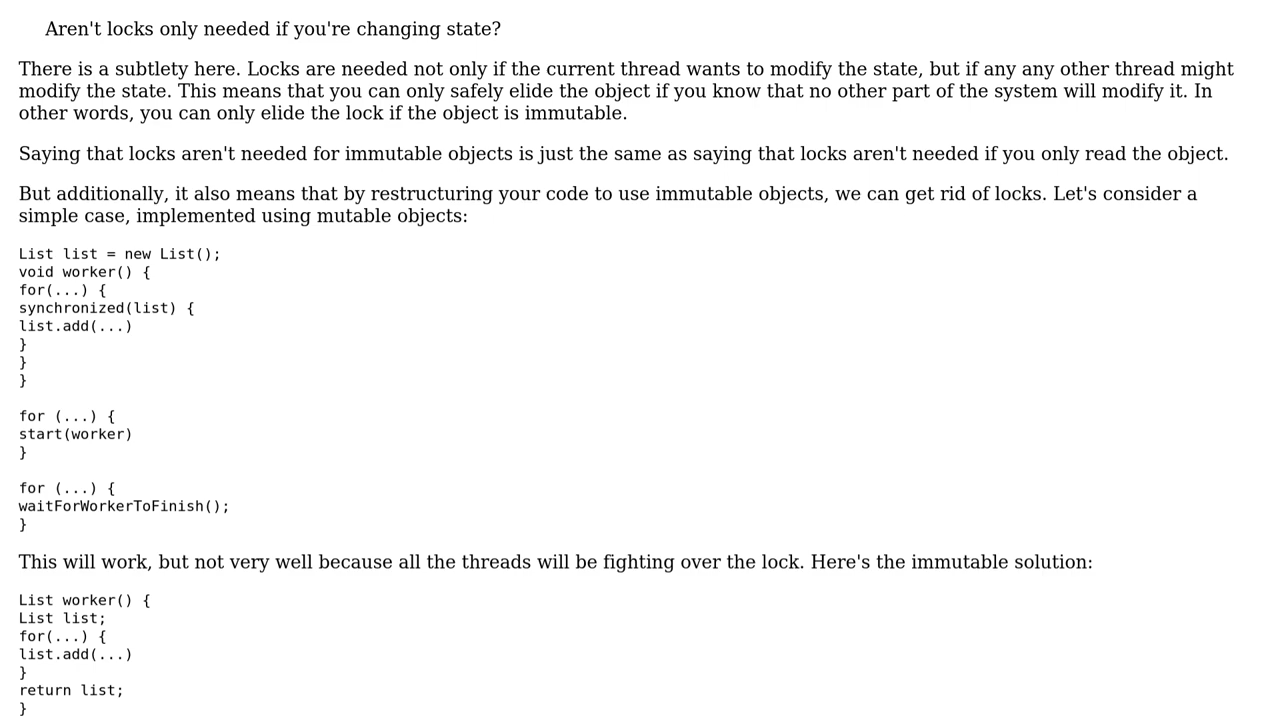 Aren't locks only needed if you're changing state?
There is a subtlety here. Locks are needed not only if the current thread wants to modify the state, but if any any other thread might
modify the state. This means that you can only safely elide the object if you know that no other part of the system will modify it. In
other words, you can only elide the lock if the object is immutable.
Saying that locks aren't needed for immutable objects is just the same as saying that locks aren't needed if you only read the object.
But additionally, it also means that by restructuring your code to use immutable objects, we can get rid of locks. Let's consider a
simple case, implemented using mutable objects:
List list = new List();
void worker() {
for(...) {
synchronized(list) {
list.add(...)
}
}
}
for (...) {
start(worker)
}
for (...) {
waitForWorkerToFinish();
}
This will work, but not very well because all the threads will be fighting over the lock. Here's the immutable solution:
List worker() {
List list;
for(...) {
list.add(...)
}
return list;
}